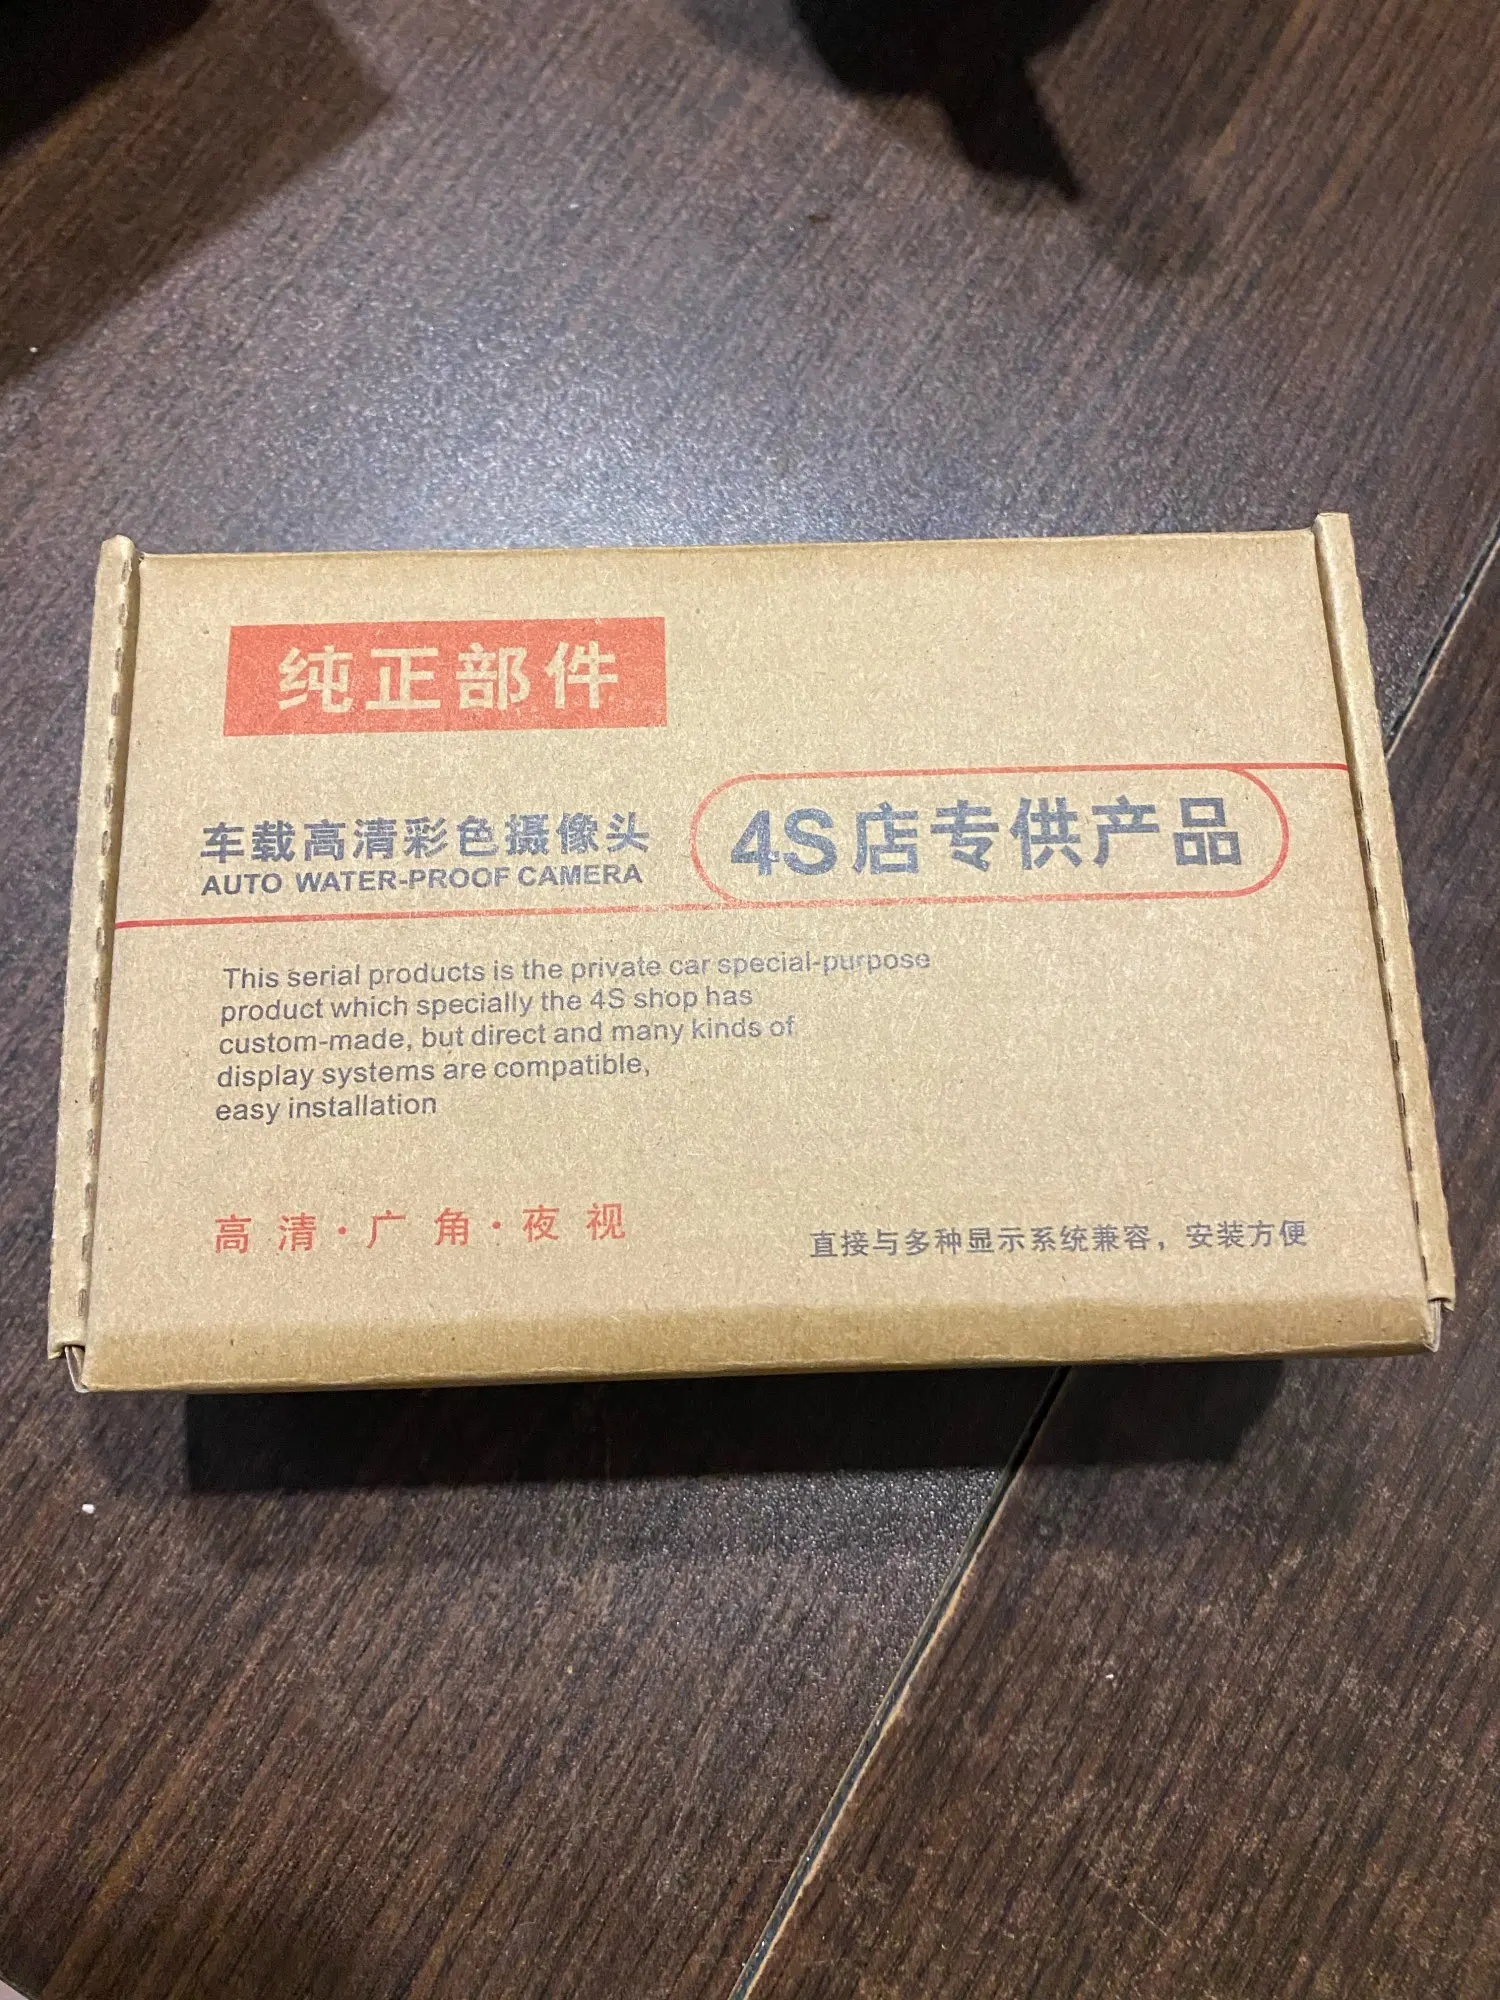 纯正部件
车载高清彩色摄像头
AUTO WATER-PROOF CAMERA
4S店专供产品
This serial products is the private car special-purpose
product which specially the 4S shop has
custom-made, but direct and many kinds of
display systems are compatible,
easy installation
高清·广角·夜视
直接与多种显示系统兼容，安装方便